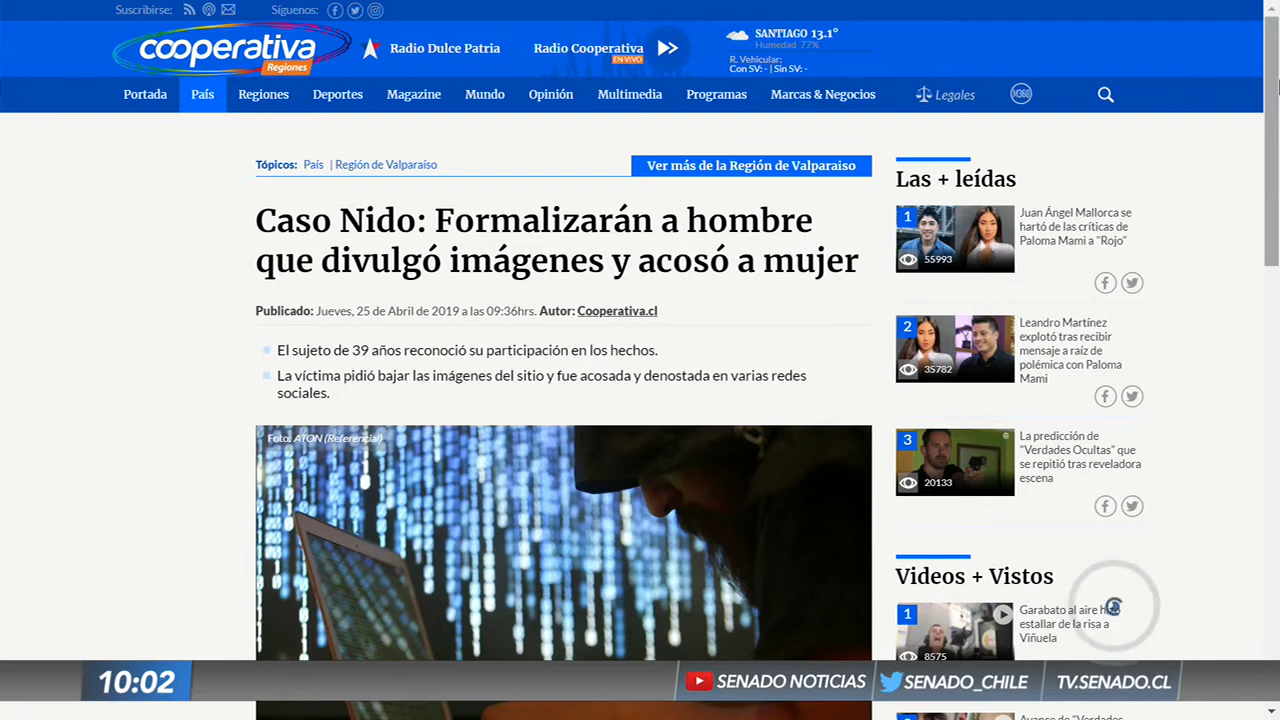 Suscribirse:
Síguenos:
cooperativa
Regiones
Radio Dulce Patria
Radio Cooperativa
EN VIVO
SANTIAGO 13.1°
Humedad 77%
R. Vehicular:
Con SV: - | Sin SV: -
Portada
País
Regiones
Deportes
Magazine
Mundo
Opinión
Multimedia
Programas
Marcas & Negocios
Legales
M360
Tópicos: País | Región de Valparaíso
Ver más de la Región de Valparaiso
Caso Nido: Formalizarán a hombre
que divulgó imágenes y acosó a mujer
Publicado: Jueves, 25 de Abril de 2019 a las 09:36hrs. Autor: Cooperativa.cl
El sujeto de 39 años reconoció su participación en los hechos.
La víctima pidió bajar las imágenes del sitio y fue acosada y denostada en varias redes
sociales.
Foto: ATON (Referencial)
Las + leídas
1
55993
Juan Ángel Mallorca se
hartó de las críticas de
Paloma Mami a "Rojo"
2
35782
Leandro Martínez
explotó tras recibir
mensaje a raíz de
polémica con Paloma
Mami
3
20133
La predicción de
"Verdades Ocultas" que
se repitió tras reveladora
escena
Videos + Vistos
1
8575
Garabato al aire hizo
estallar de la risa a
Viñuela
10:02
SENADO NOTICIAS
SENADO_CHILE
TV.SENADO.CL